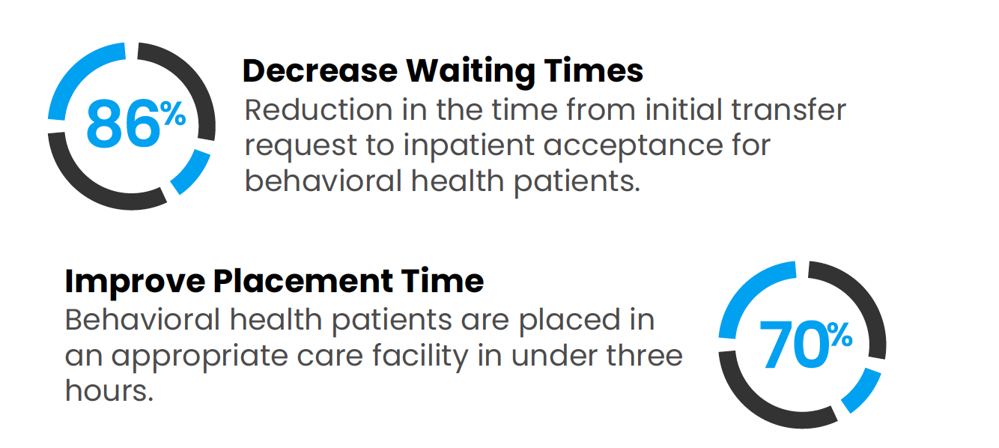 86%
Decrease Waiting Times
Reduction in the time from initial transfer
request to inpatient acceptance for
behavioral health patients.
Improve Placement Time
Behavioral health patients are placed in
an appropriate care facility in under three
hours.
70%